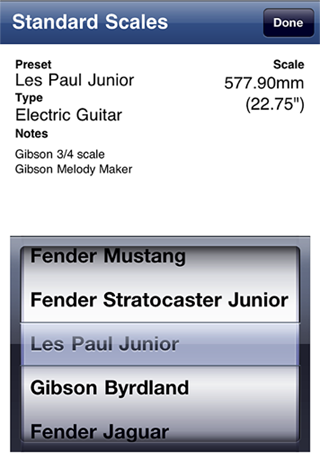 Standard Scales
Done
Preset
Scale
Les Paul Junior
577.90mm
Type
(22.75")
Electric Guitar
Notes
Gibson 3/4 scale
Gibson Melody Maker
Fender Mustang
Fender Stratocaster Junior
Les Paul Junior
Gibson Byrdland
Fender Jaguar